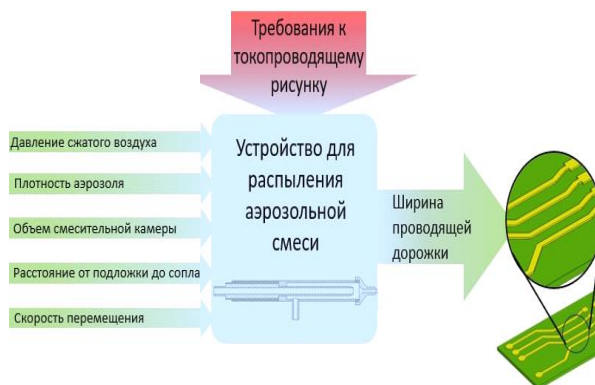 Требования к
токопроводящему
рисунку
Давление сжатого воздуха
Плотность аэрозоля
Объем смесительной камеры
Расстояние от подложки до сопла
Скорость перемещения
Устройство для
распыления
аэрозольной
смеси
Ширина
проводящей
дорожки